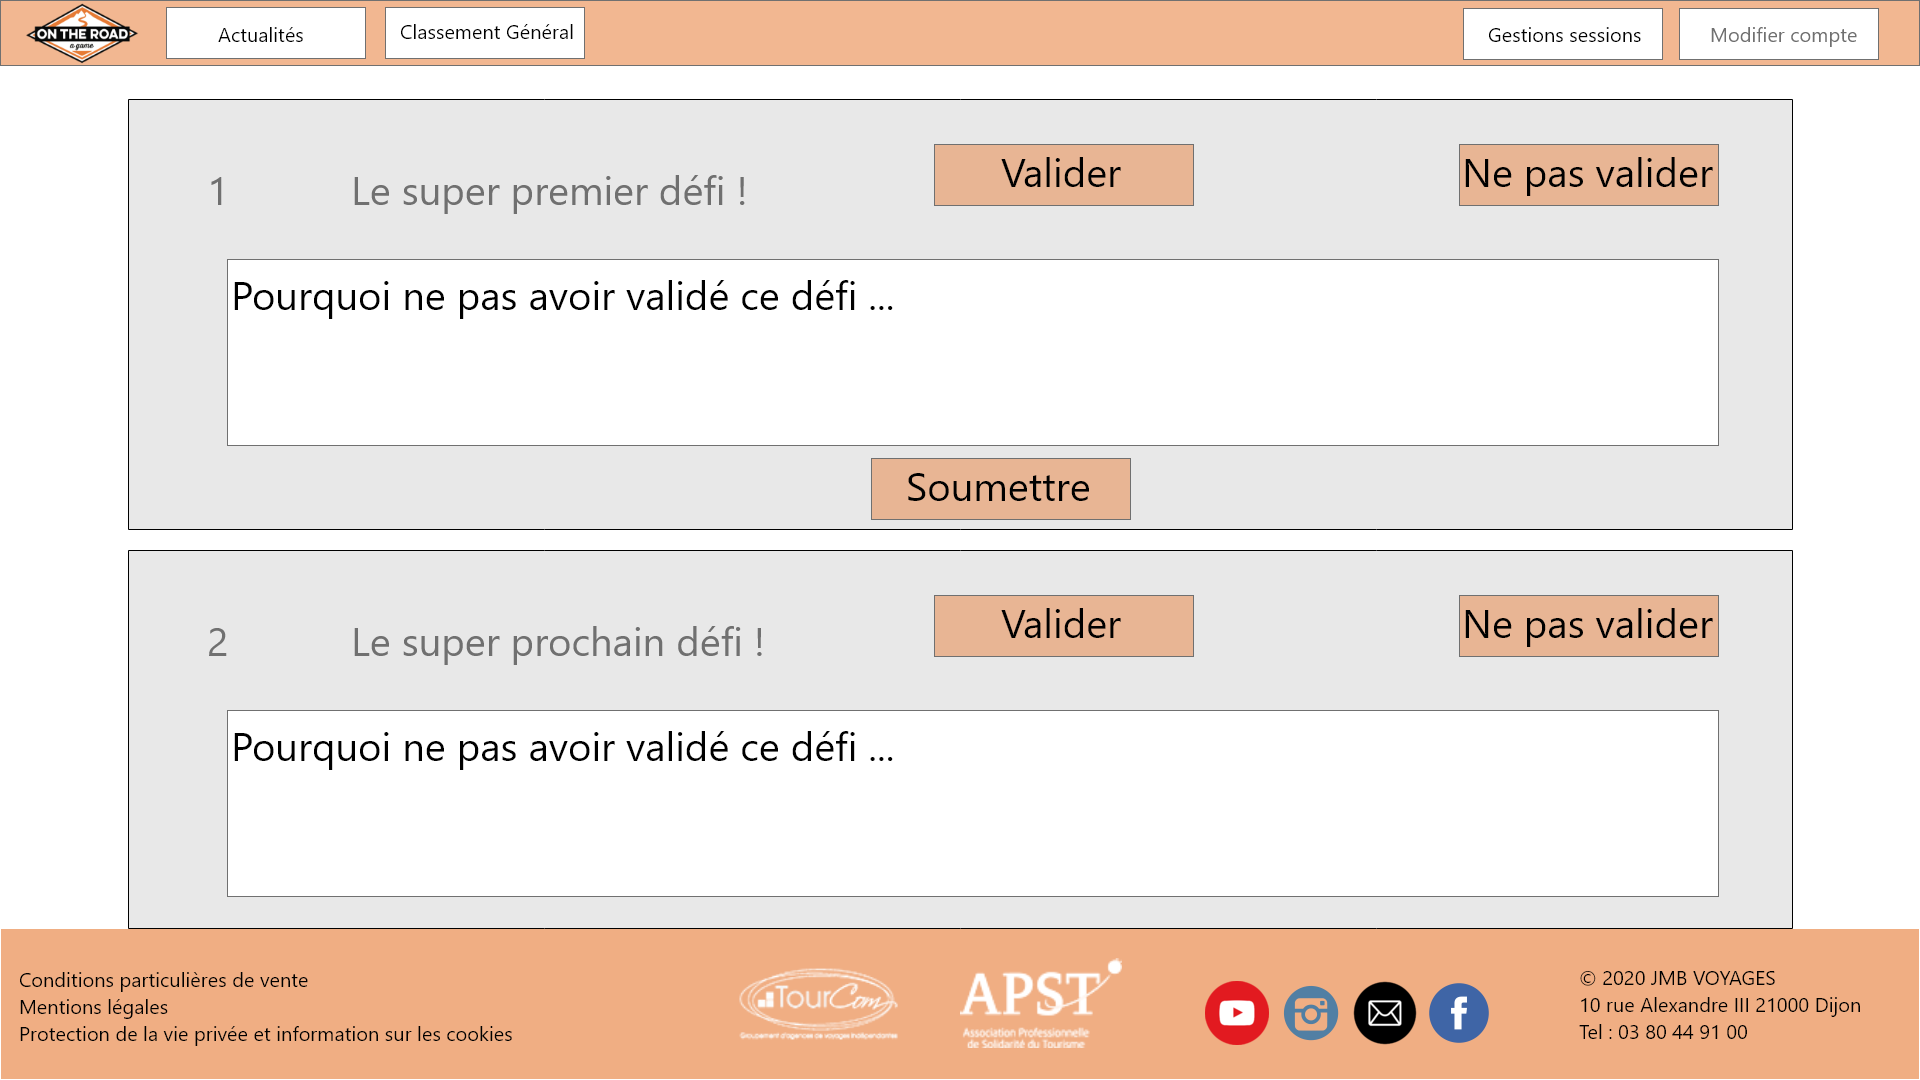 ON THE ROAD
a game
Actualités
Classement Général
Gestions sessions
Modifier compte
1
Le super premier défi !
Valider
Ne pas valider
Pourquoi ne pas avoir validé ce défi ...
Soumettre
2
Le super prochain défi !
Valider
Ne pas valider
Pourquoi ne pas avoir validé ce défi ...
Conditions particulières de vente
Mentions légales
Protection de la vie privée et information sur les cookies
TourCom
Groupement d'agences de voyages indépendantes
APST
Association Professionnelle
de Solidarité du Tourisme
© 2020 JMB VOYAGES
10 rue Alexandre III 21000 Dijon
Tel : 03 80 44 91 00